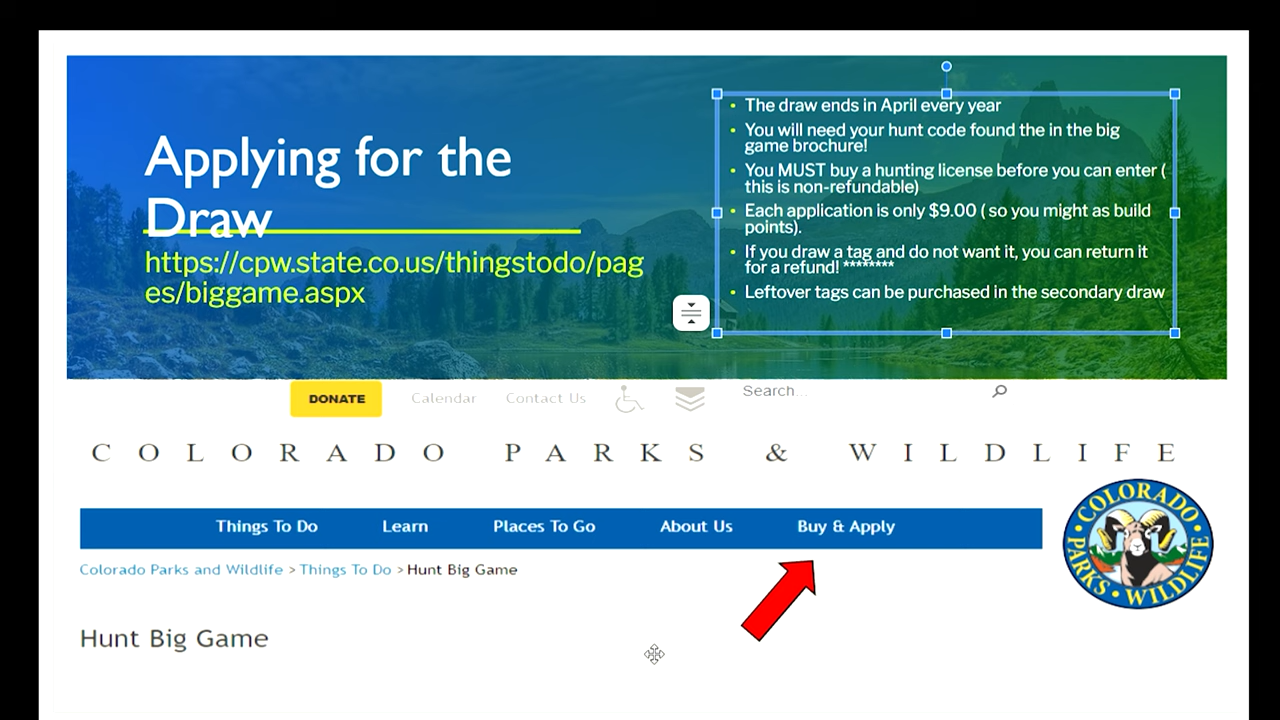 Applying for the
Draw
https://cpw.state.co.us/thingstodo/pag
es/biggame.aspx
• The draw ends in April every year
• You will need your hunt code found the in the big
game brochure!
• You MUST buy a hunting license before you can enter (
this is non-refundable)
• Each application is only $9.00 ( so you might as build
points).
• If you draw a tag and do not want it, you can return it
for a refund! ********
• Leftover tags can be purchased in the secondary draw
DONATE Calendar Contact Us Search...
COLORADO PARKS & WILDLIFE
Things To Do Learn Places To Go About Us Buy & Apply
COLORADO
PARKS • WILDLIFE
Colorado Parks and Wildlife > Things To Do > Hunt Big Game
Hunt Big Game